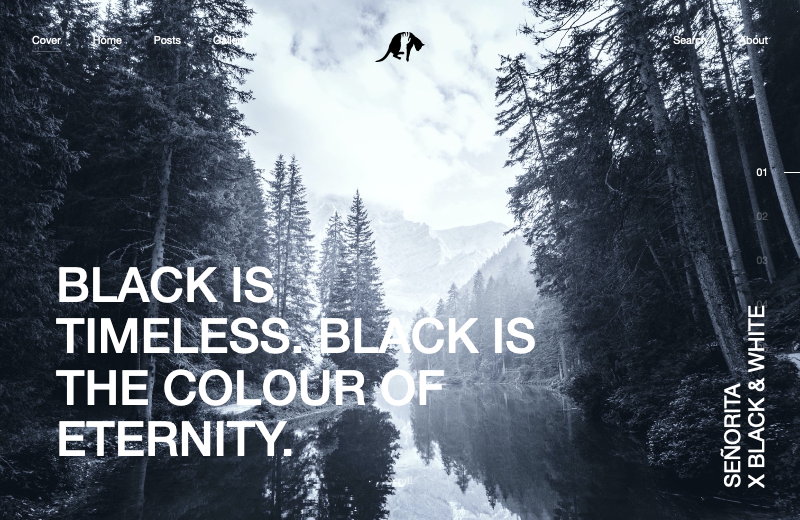 Cover Home Posts Gallery Search About
01
02
03
BLACK IS
TIMELESS. BLACK IS
THE COLOUR OF
ETERNITY.
SEÑORITA
X BLACK & WHITE